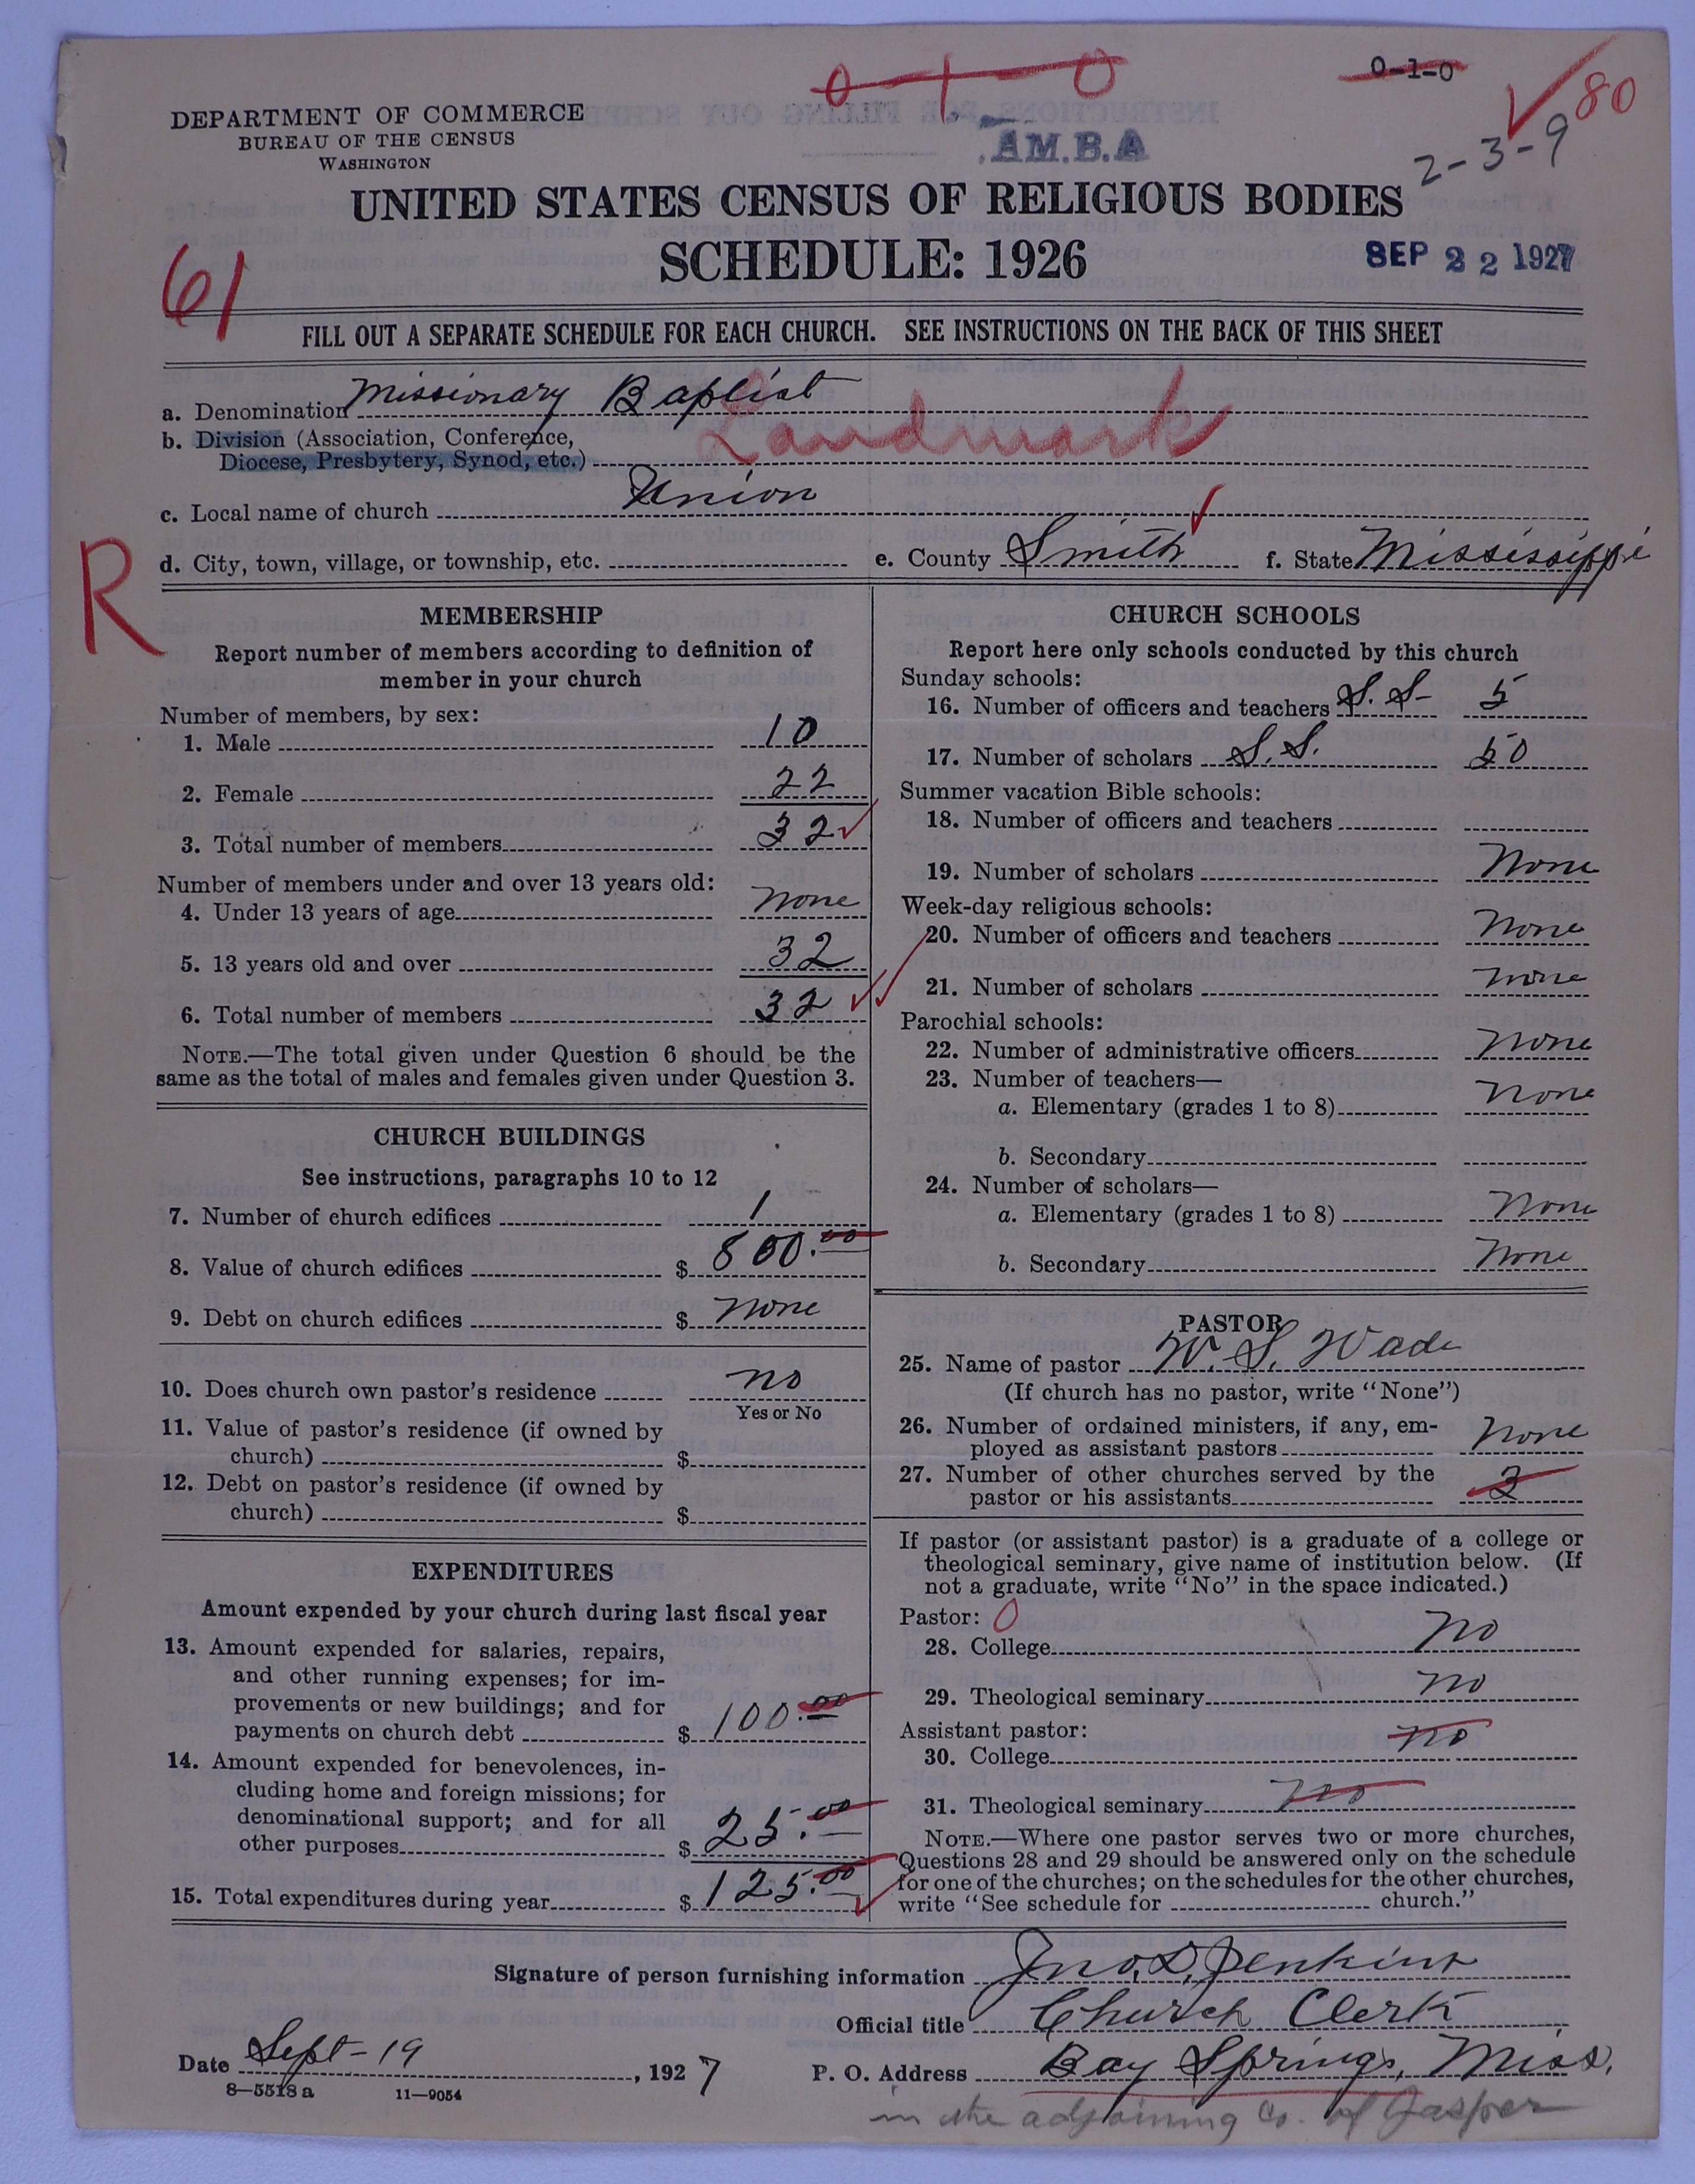 0-1-0
0-1-0
80
DEPARTMENT OF COMMERCE
BUREAU OF THE CENSUS
WASHINGTON
A.M.B.A
2-3-9
UNITED STATES CENSUS OF RELIGIOUS BODIES
SCHEDULE: 1926
SEP 22 1927
61
FILL OUT A SEPARATE SCHEDULE FOR EACH CHURCH. SEE INSTRUCTIONS ON THE BACK OF THIS SHEET
a. Denomination Missionary Baptist
b. Division (Association, Conference,
Diocese, Presbytery, Synod, etc.) Landmark
c. Local name of church Union
d. City, town, village, or township, etc. e. County Smith f. State Mississippi
R
MEMBERSHIP
Report number of members according to definition of
member in your church
Number of members, by sex:
1. Male 10
2. Female 22
3. Total number of members 32
Number of members under and over 13 years old:
4. Under 13 years of age none
5. 13 years old and over 32
6. Total number of members 32
NOTE.—The total given under Question 6 should be the
same as the total of males and females given under Question 3.
CHURCH BUILDINGS
See instructions, paragraphs 10 to 12
7. Number of church edifices 1
8. Value of church edifices $ 800.00
9. Debt on church edifices $ none
10. Does church own pastor's residence no
Yes or No
11. Value of pastor's residence (if owned by
church) $
12. Debt on pastor's residence (if owned by
church) $
EXPENDITURES
Amount expended by your church during last fiscal year
13. Amount expended for salaries, repairs,
and other running expenses; for im-
provements or new buildings; and for
payments on church debt $ 100.00
14. Amount expended for benevolences, in-
cluding home and foreign missions; for
denominational support; and for all
other purposes $ 25.00
15. Total expenditures during year $ 125.00
CHURCH SCHOOLS
Report here only schools conducted by this church
Sunday schools:
16. Number of officers and teachers S.S- 5
17. Number of scholars S.S. 50
Summer vacation Bible schools:
18. Number of officers and teachers
19. Number of scholars None
Week-day religious schools:
20. Number of officers and teachers None
21. Number of scholars none
Parochial schools:
22. Number of administrative officers None
23. Number of teachers—
a. Elementary (grades 1 to 8) None
b. Secondary
24. Number of scholars—
a. Elementary (grades 1 to 8) None
b. Secondary None
PASTOR
25. Name of pastor W. S. Wade
(If church has no pastor, write "None")
26. Number of ordained ministers, if any, em-
ployed as assistant pastors None
27. Number of other churches served by the
pastor or his assistants 2
If pastor (or assistant pastor) is a graduate of a college or
theological seminary, give name of institution below. (If
not a graduate, write "No" in the space indicated.)
Pastor: 0
28. College No
29. Theological seminary No
Assistant pastor:
30. College no
31. Theological seminary no
NOTE.—Where one pastor serves two or more churches,
Questions 28 and 29 should be answered only on the schedule
for one of the churches; on the schedules for the other churches,
write "See schedule for church."
Signature of person furnishing information Jno. D. Jenkins
Official title Church Clerk
Date Sept-19, 1927 P. O. Address Bay Springs, Miss.
8-5518 a 11-9054
in the adjoining Co. of Jasper